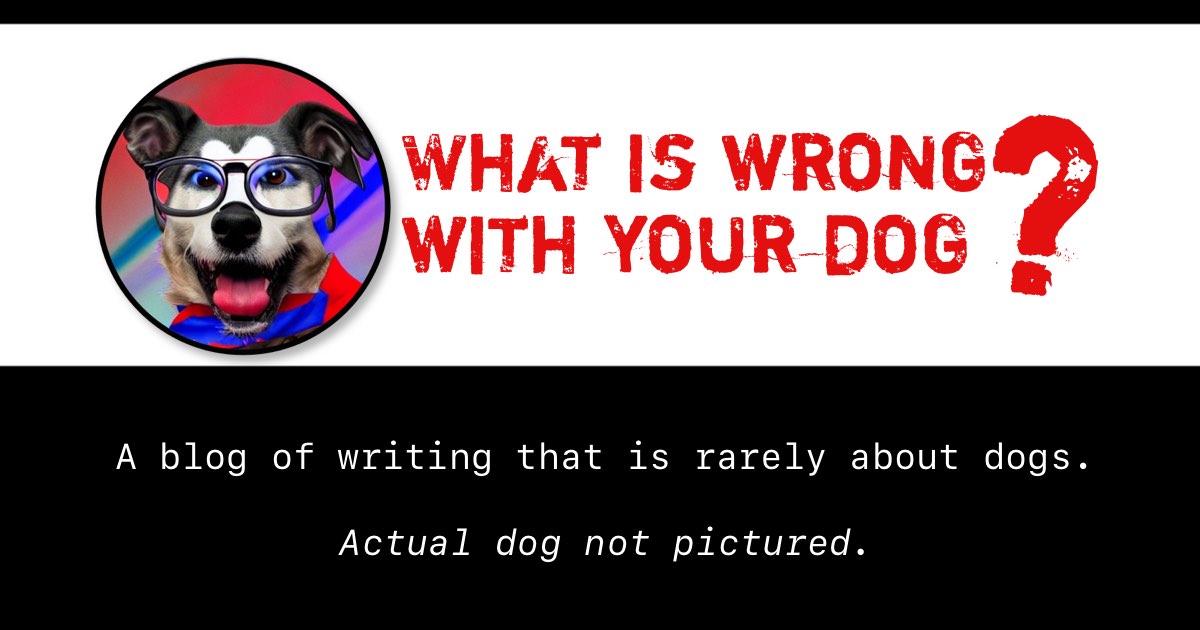 WHAT IS WRONG
WITH YOUR DOG?
A blog of writing that is rarely about dogs.
Actual dog not pictured.